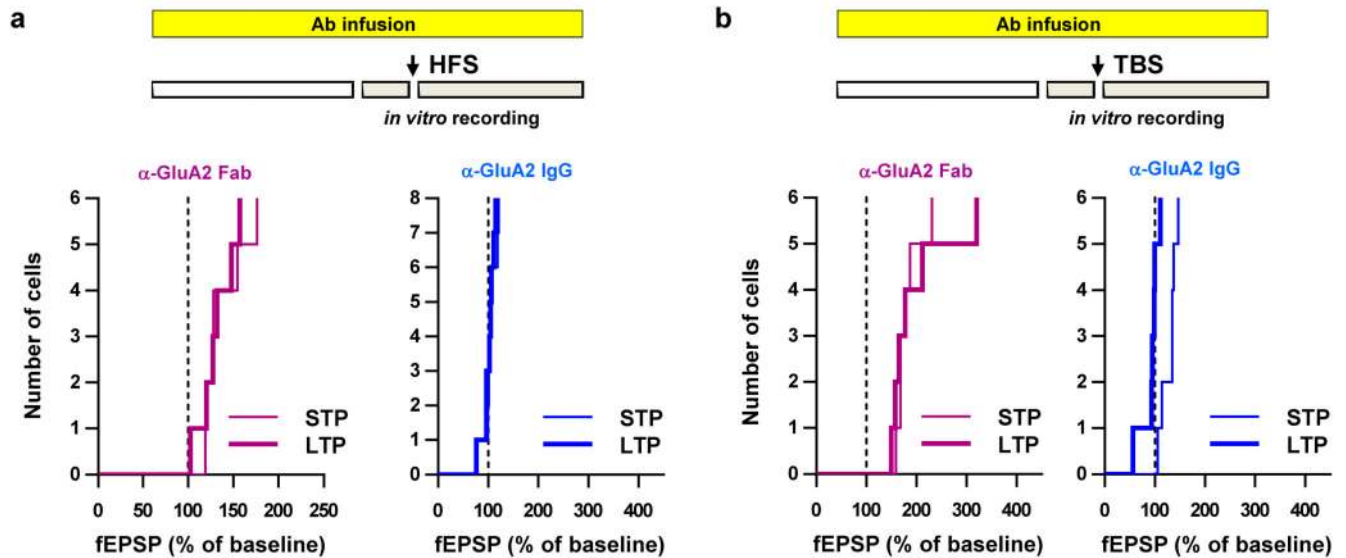 a
Ab infusion
HFS
in vitro recording
α-GluA2 Fab
α-GluA2 IgG
Number of cells
6
5
4
3
2
1
0
STP
LTP
0 50 100 150 200 250
fEPSP (% of baseline)
8
7
6
5
4
3
2
1
0
STP
LTP
0 100 200 300 400
fEPSP (% of baseline)
b
Ab infusion
TBS
in vitro recording
α-GluA2 Fab
α-GluA2 IgG
Number of cells
6
5
4
3
2
1
0
STP
LTP
0 100 200 300 400
fEPSP (% of baseline)
6
5
4
3
2
1
0
STP
LTP
0 100 200 300 400
fEPSP (% of baseline)